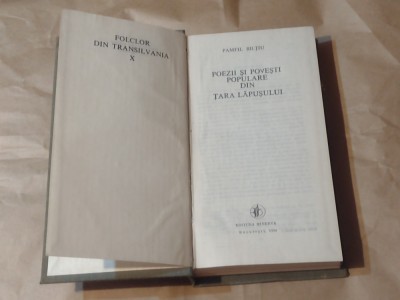 FOLCLOR
DIN TRANSILVANIA
X
PAMFIL BILȚIU
POEZII ȘI POVEȘTI
POPULARE
DIN
ȚARA LĂPUȘULUI
EDITURA MINERVA